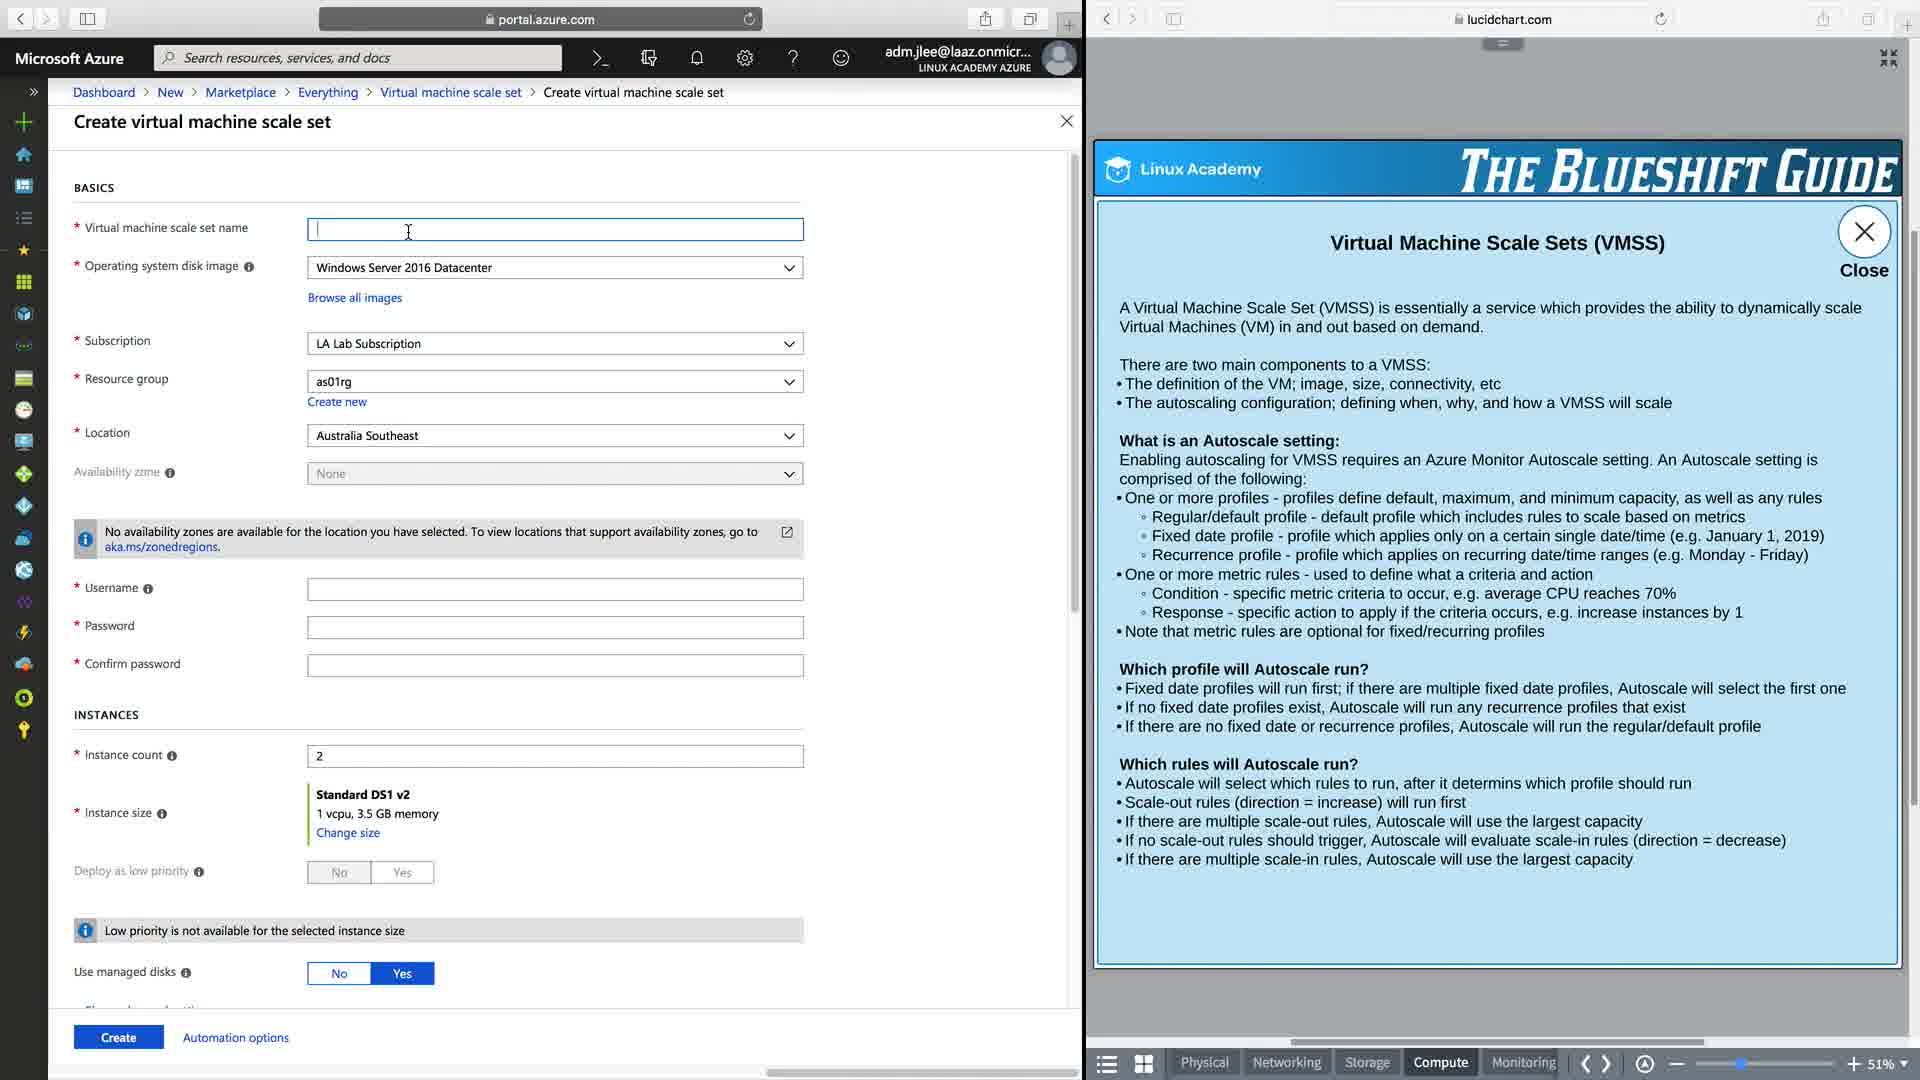 portal.azure.com
Microsoft Azure
Search resources, services, and docs
adm.jlee@laaz.onmicr...
LINUX ACADEMY AZURE
Dashboard > New > Marketplace > Everything > Virtual machine scale set > Create virtual machine scale set
Create virtual machine scale set
BASICS
* Virtual machine scale set name
* Operating system disk image
Windows Server 2016 Datacenter
Browse all images
* Subscription
LA Lab Subscription
* Resource group
as01rg
Create new
* Location
Australia Southeast
Availability zone
None
No availability zones are available for the location you have selected. To view locations that support availability zones, go to
aka.ms/zonedregions.
* Username
* Password
* Confirm password
INSTANCES
* Instance count
2
Standard DS1 v2
* Instance size
1 vcpu, 3.5 GB memory
Change size
Deploy as low priority
No
Yes
Low priority is not available for the selected instance size
Use managed disks
No
Yes
Create
Automation options
lucidchart.com
Linux Academy
THE BLUESHIFT GUIDE
Virtual Machine Scale Sets (VMSS)
Close
A Virtual Machine Scale Set (VMSS) is essentially a service which provides the ability to dynamically scale
Virtual Machines (VM) in and out based on demand.
There are two main components to a VMSS:
• The definition of the VM; image, size, connectivity, etc
• The autoscaling configuration; defining when, why, and how a VMSS will scale
What is an Autoscale setting:
Enabling autoscaling for VMSS requires an Azure Monitor Autoscale setting. An Autoscale setting is
comprised of the following:
• One or more profiles - profiles define default, maximum, and minimum capacity, as well as any rules
◦ Regular/default profile - default profile which includes rules to scale based on metrics
◦ Fixed date profile - profile which applies only on a certain single date/time (e.g. January 1, 2019)
◦ Recurrence profile - profile which applies on recurring date/time ranges (e.g. Monday - Friday)
• One or more metric rules - used to define what a criteria and action
◦ Condition - specific metric criteria to occur, e.g. average CPU reaches 70%
◦ Response - specific action to apply if the criteria occurs, e.g. increase instances by 1
• Note that metric rules are optional for fixed/recurring profiles
Which profile will Autoscale run?
• Fixed date profiles will run first; if there are multiple fixed date profiles, Autoscale will select the first one
• If no fixed date profiles exist, Autoscale will run any recurrence profiles that exist
• If there are no fixed date or recurrence profiles, Autoscale will run the regular/default profile
Which rules will Autoscale run?
• Autoscale will select which rules to run, after it determins which profile should run
• Scale-out rules (direction = increase) will run first
• If there are multiple scale-out rules, Autoscale will use the largest capacity
• If no scale-out rules should trigger, Autoscale will evaluate scale-in rules (direction = decrease)
• If there are multiple scale-in rules, Autoscale will use the largest capacity
Physical
Networking
Storage
Compute
Monitoring
51%